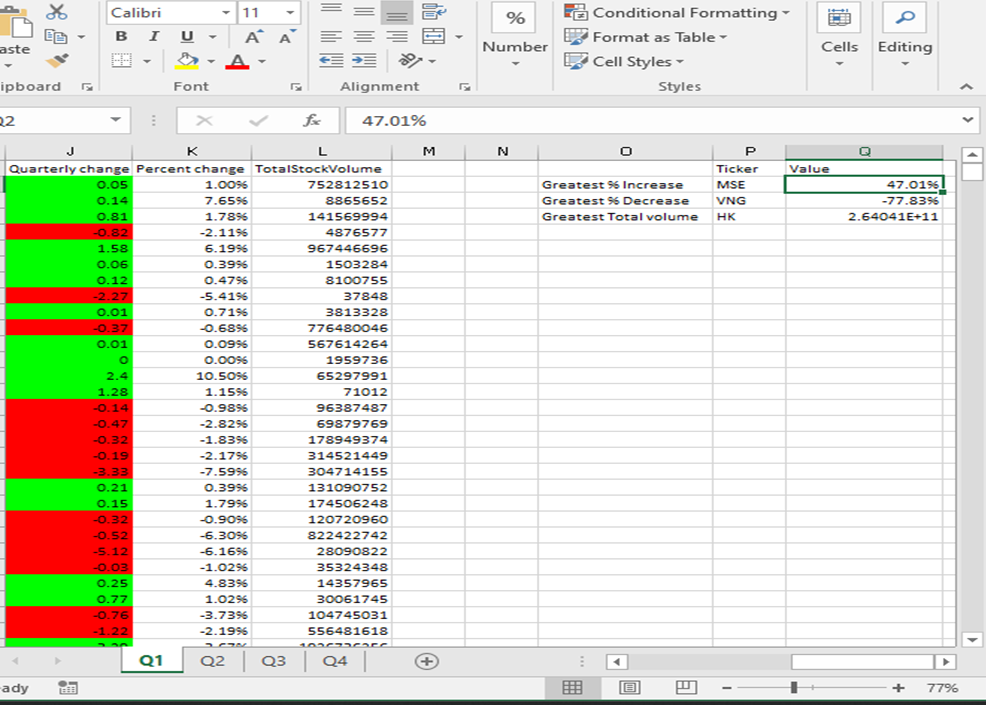 Calibri 11
B I U A A
aste
% Conditional Formatting
Number Format as Table Cells Editing
Cell Styles
ipboard Font Alignment Styles
Q2 fx 47.01%
J K L M N O P Q
Quarterly change Percent change TotalStockVolume Ticker Value
0.05 1.00% 752812510 Greatest % Increase MSE 47.01%
0.14 7.65% 8865652 Greatest % Decrease VNG -77.83%
0.81 1.78% 141569994 Greatest Total volume HK 2.64041E+11
-0.82 -2.11% 4876577
1.58 6.19% 967446696
0.06 0.39% 1503284
0.12 0.47% 8100755
-2.27 -5.41% 37848
0.01 0.71% 3813328
-0.37 -0.68% 776480046
0.01 0.09% 567614264
0 0.00% 1959736
2.4 10.50% 65297991
1.28 1.15% 71012
-0.14 -0.98% 96387487
-0.47 -2.82% 69879769
-0.32 -1.83% 178949374
-0.19 -2.17% 314521449
-3.33 -7.59% 304714155
0.21 0.39% 131090752
0.15 1.79% 174506248
-0.32 -0.90% 120720960
-0.52 -6.30% 822422742
-5.12 -6.16% 28090822
-0.03 -1.02% 35324348
0.25 4.83% 14357965
0.77 1.02% 30061745
-0.76 -3.73% 104745031
-1.22 -2.19% 556481618
Q1 Q2 Q3 Q4
eady 77%